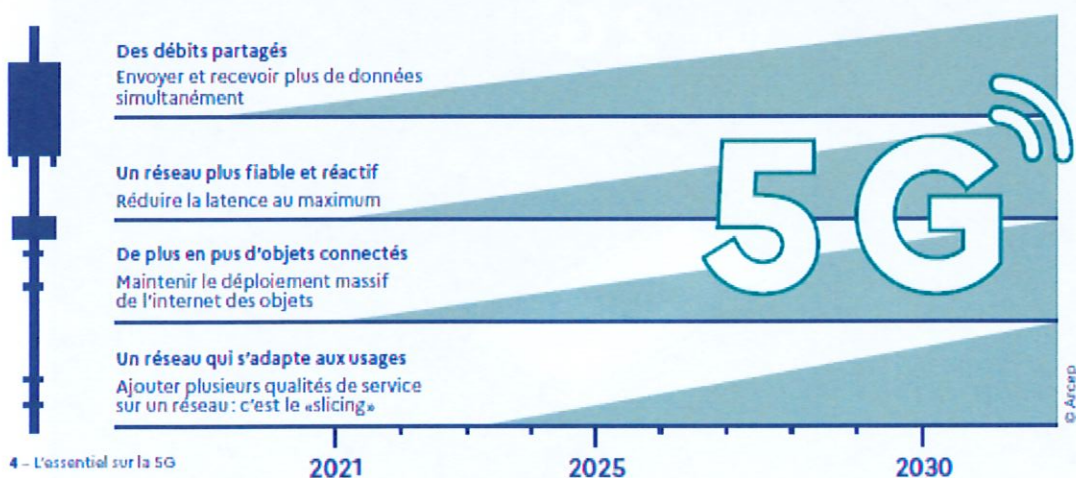 Des débits partagés
Envoyer et recevoir plus de données
simultanément
Un réseau plus fiable et réactif
Réduire la latence au maximum
De plus en pus d'objets connectés
Maintenir le déploiement massif
de l'internet des objets
Un réseau qui s'adapte aux usages
Ajouter plusieurs qualités de service
sur un réseau : c'est le «slicing»
5G
© Arcep
4 – L'essentiel sur la 5G
2021
2025
2030